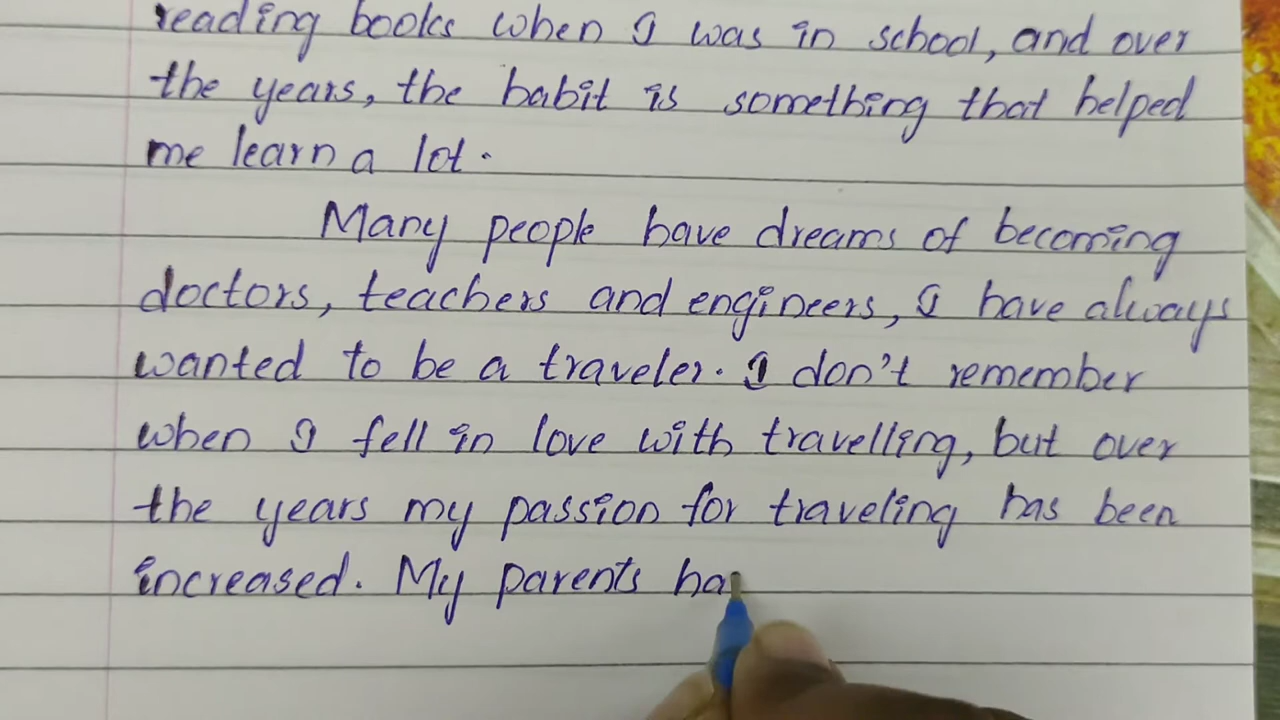 reading books when I was in school, and over
the years, the habit is something that helped
me learn a lot.
Many people have dreams of becoming
doctors, teachers and engineers, I have always
wanted to be a traveler. I don't remember
when I fell in love with travelling, but over
the years my passion for traveling has been
increased. My parents ha